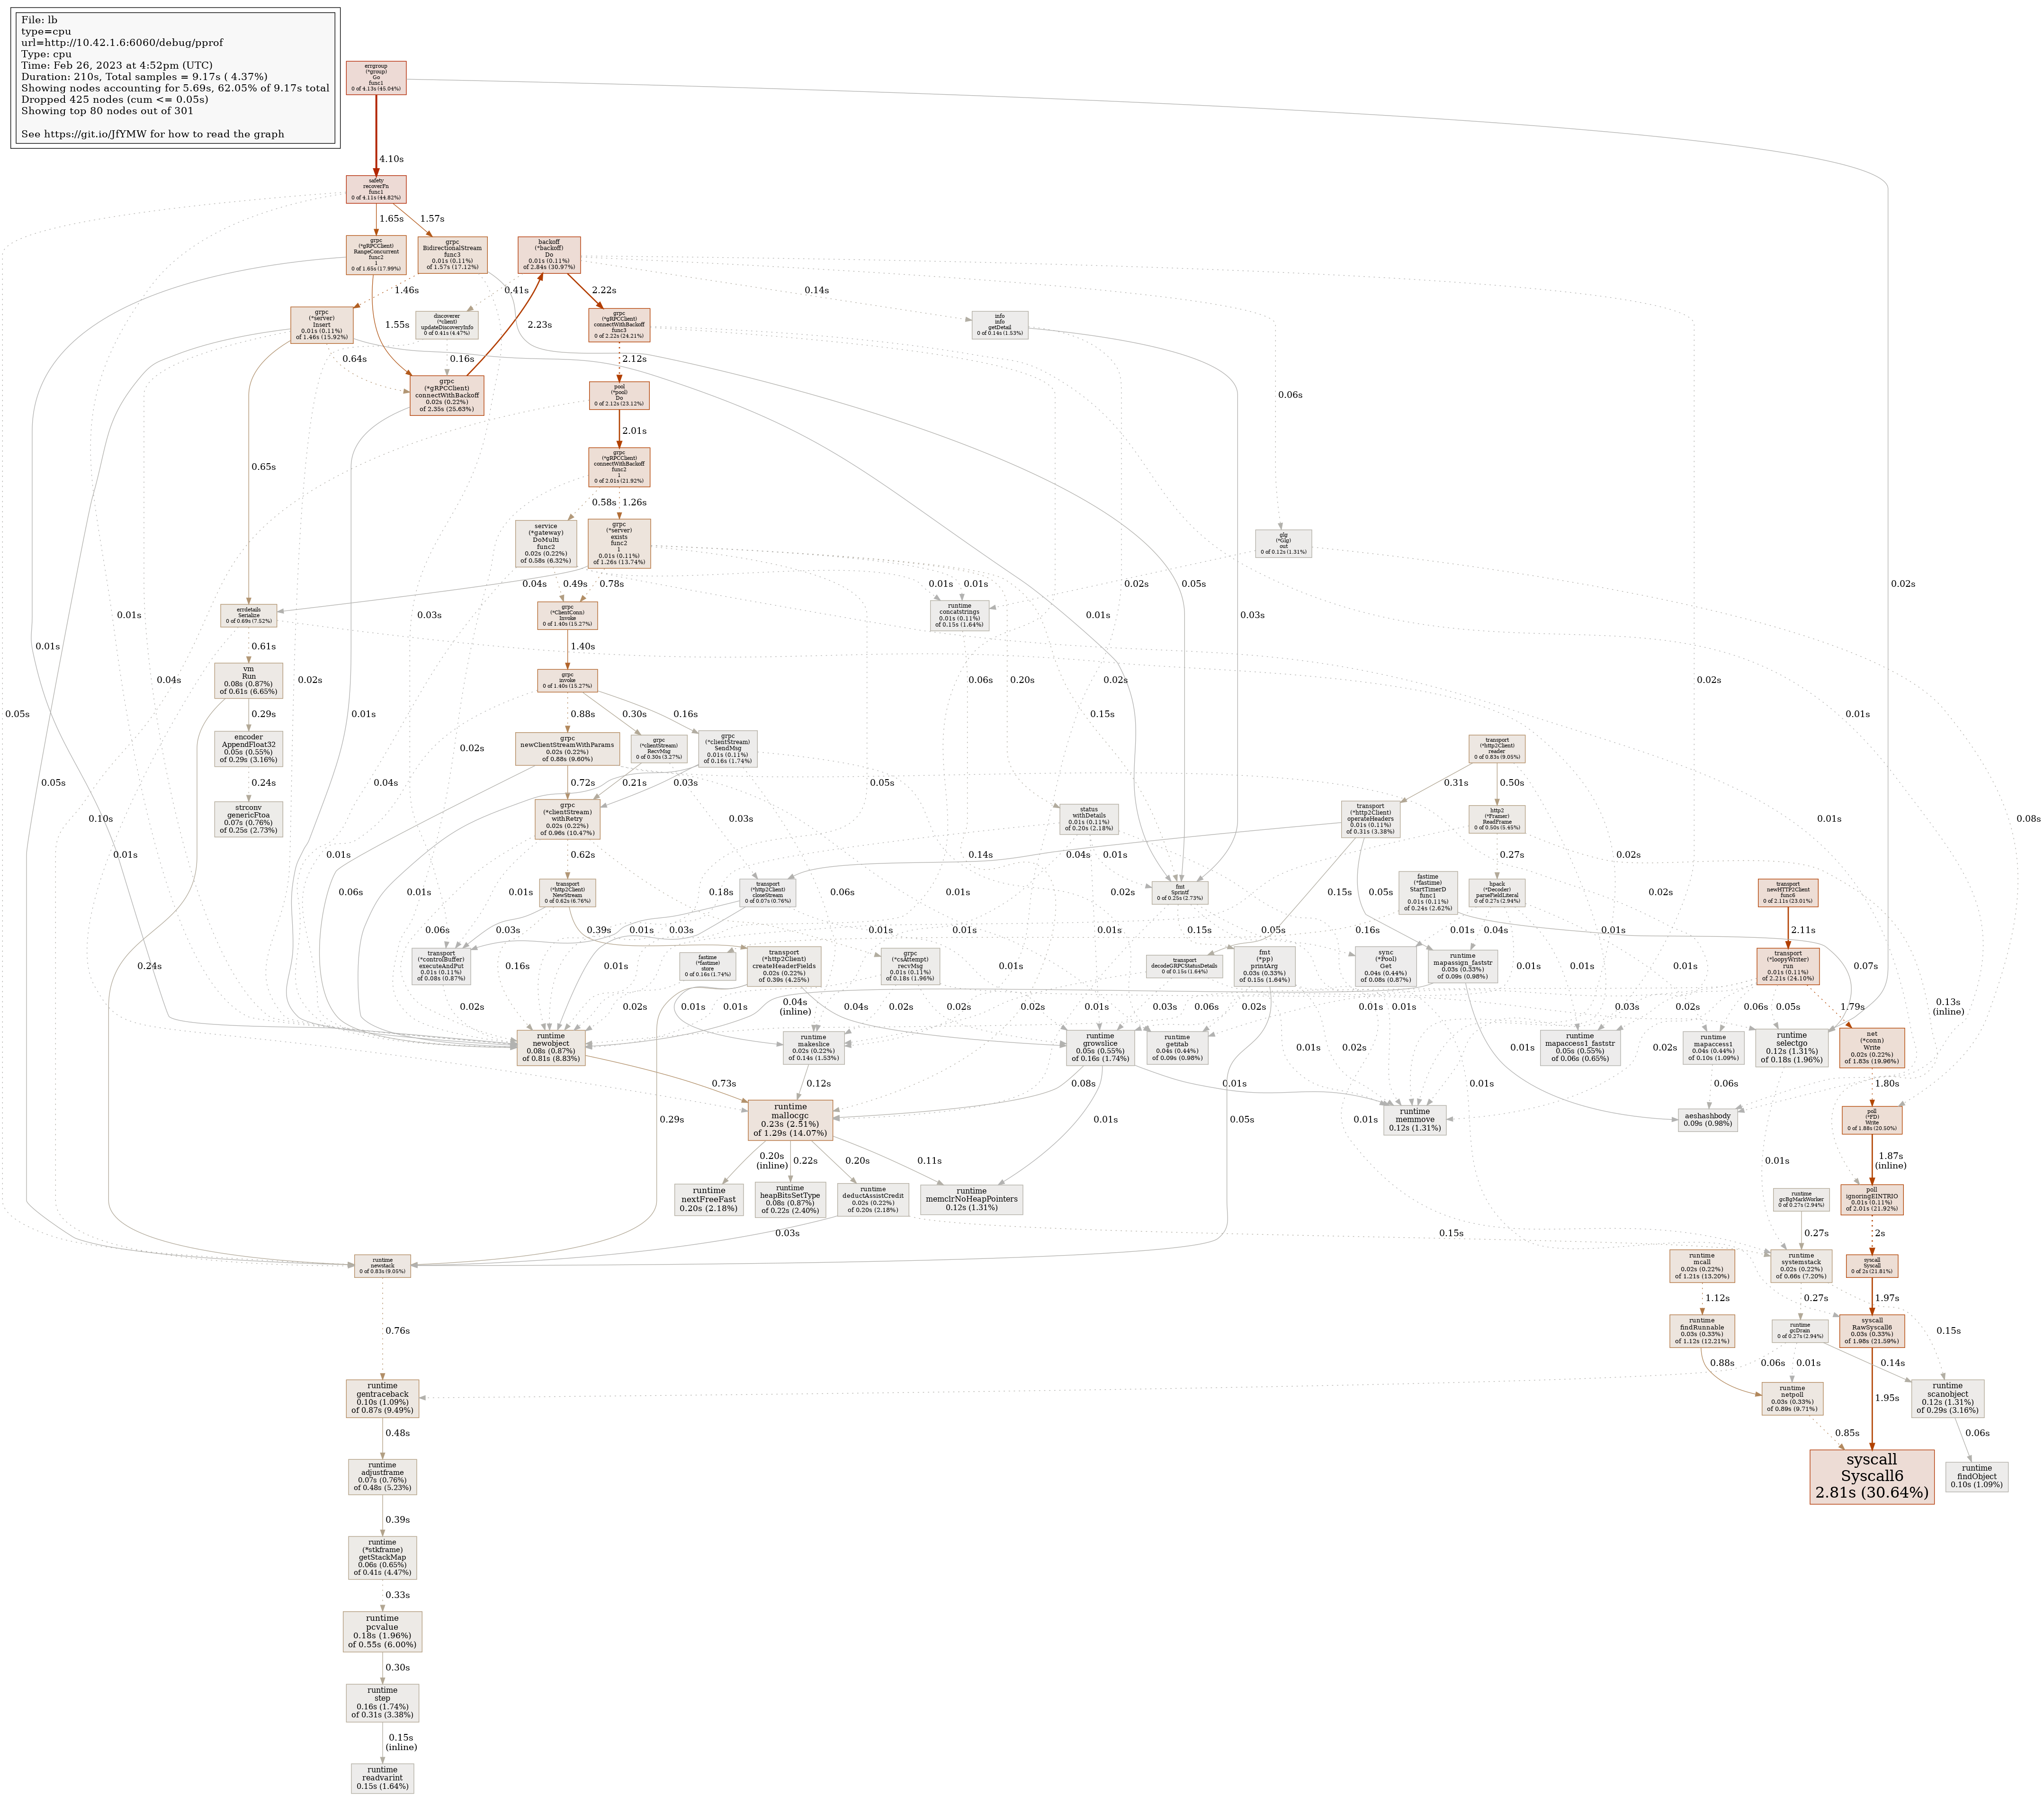 File: lb
type=cpu
url=http://10.42.1.6:6060/debug/pprof
Type: cpu
Time: Feb 26, 2023 at 4:52pm (UTC)
Duration: 210s, Total samples = 9.17s ( 4.37%)
Showing nodes accounting for 5.69s, 62.05% of 9.17s total
Dropped 425 nodes (cum <= 0.05s)
Showing top 80 nodes out of 301
See https://git.io/JfYMW for how to read the graph
errgroup
(*group)
Go
func1
0 of 4.13s (45.04%)
4.10s
safety
recoverFn
func1
0 of 4.11s (44.82%)
1.65s
1.57s
grpc
(*gRPCClient)
RangeConcurrent
func2
1
0 of 1.65s (17.99%)
grpc
BidirectionalStream
func3
0.01s (0.11%)
of 1.57s (17.12%)
backoff
(*backoff)
Do
0.01s (0.11%)
of 2.84s (30.97%)
1.46s
0.41s
2.22s
0.14s
grpc
(*server)
Insert
0.01s (0.11%)
of 1.46s (15.92%)
discoverer
(*client)
updateDiscoveryInfo
0 of 0.41s (4.47%)
grpc
(*gRPCClient)
connectWithBackoff
func3
0 of 2.22s (24.21%)
info
info
getDetail
0 of 0.14s (1.53%)
1.55s
2.23s
0.64s
0.16s
2.12s
grpc
(*gRPCClient)
connectWithBackoff
0.02s (0.22%)
of 2.35s (25.63%)
pool
(*pool)
Do
0 of 2.12s (23.12%)
0.06s
2.01s
0.65s
grpc
(*gRPCClient)
connectWithBackoff
func2
1
0 of 2.01s (21.92%)
0.58s
1.26s
service
(*gateway)
DoMulti
func2
0.02s (0.22%)
of 0.58s (6.32%)
grpc
(*server)
exists
func2
1
0.01s (0.11%)
of 1.26s (13.74%)
glg
(*Glg)
out
0 of 0.12s (1.31%)
0.04s
0.49s
0.78s
0.01s
0.01s
0.02s
0.05s
0.02s
errdetails
Serialize
0 of 0.69s (7.52%)
grpc
(*ClientConn)
Invoke
0 of 1.40s (15.27%)
runtime
concatstrings
0.01s (0.11%)
of 0.15s (1.64%)
0.01s
0.03s
0.01s
0.03s
0.01s
0.61s
1.40s
vm
Run
0.08s (0.87%)
of 0.61s (6.65%)
grpc
invoke
0 of 1.40s (15.27%)
0.04s
0.02s
0.06s
0.20s
0.02s
0.02s
0.29s
0.88s
0.30s
0.16s
0.01s
0.15s
0.01s
encoder
AppendFloat32
0.05s (0.55%)
of 0.29s (3.16%)
grpc
newClientStreamWithParams
0.02s (0.22%)
of 0.88s (9.60%)
grpc
(*clientStream)
RecvMsg
0 of 0.30s (3.27%)
grpc
(*clientStream)
SendMsg
0.01s (0.11%)
of 0.16s (1.74%)
transport
(*http2Client)
reader
0 of 0.83s (9.05%)
0.05s
0.02s
0.24s
0.05s
0.04s
0.72s
0.21s
0.03s
0.05s
0.31s
0.50s
strconv
genericFtoa
0.07s (0.76%)
of 0.25s (2.73%)
grpc
(*clientStream)
withRetry
0.02s (0.22%)
of 0.96s (10.47%)
status
withDetails
0.01s (0.11%)
of 0.20s (2.18%)
transport
(*http2Client)
operateHeaders
0.01s (0.11%)
of 0.31s (3.38%)
http2
(*Framer)
ReadFrame
0 of 0.50s (5.45%)
0.10s
0.03s
0.01s
0.08s
0.01s
0.01s
0.62s
0.14s
0.04s
0.01s
0.02s
0.27s
transport
(*http2Client)
NewStream
0 of 0.62s (6.76%)
transport
(*http2Client)
closeStream
0 of 0.07s (0.76%)
fmt
Sprintf
0 of 0.25s (2.73%)
fastime
(*fastime)
StartTimerD
func1
0.01s (0.11%)
of 0.24s (2.62%)
hpack
(*Decoder)
parseFieldLiteral
0 of 0.27s (2.94%)
transport
newHTTP2Client
func6
0 of 2.11s (23.01%)
0.06s
0.01s
0.01s
0.18s
0.06s
0.01s
0.02s
0.15s
0.05s
0.02s
0.06s
0.03s
0.39s
0.01s
0.03s
0.01s
0.01s
0.01s
0.15s
0.05s
0.16s
0.01s
0.04s
0.01s
2.11s
transport
(*controlBuffer)
executeAndPut
0.01s (0.11%)
of 0.08s (0.87%)
fastime
(*fastime)
store
0 of 0.16s (1.74%)
transport
(*http2Client)
createHeaderFields
0.02s (0.22%)
of 0.39s (4.25%)
grpc
(*csAttempt)
recvMsg
0.01s (0.11%)
of 0.18s (1.96%)
transport
decodeGRPCStatusDetails
0 of 0.15s (1.64%)
fmt
(*pp)
printArg
0.03s (0.33%)
of 0.15s (1.64%)
sync
(*Pool)
Get
0.04s (0.44%)
of 0.08s (0.87%)
runtime
mapassign_faststr
0.03s (0.33%)
of 0.09s (0.98%)
transport
(*loopyWriter)
run
0.01s (0.11%)
of 2.21s (24.10%)
0.24s
0.16s
0.01s
0.01s
0.01s
0.01s
0.01s
0.07s
0.02s
0.02s
0.01s
0.01s
0.04s
(inline)
0.04s
0.02s
0.02s
0.02s
0.01s
0.03s
0.06s
0.02s
0.01s
0.01s
0.03s
0.02s
0.06s
0.05s
1.79s
0.13s
(inline)
runtime
newobject
0.08s (0.87%)
of 0.81s (8.83%)
runtime
makeslice
0.02s (0.22%)
of 0.14s (1.53%)
runtime
growslice
0.05s (0.55%)
of 0.16s (1.74%)
runtime
getitab
0.04s (0.44%)
of 0.09s (0.98%)
runtime
mapaccess1_faststr
0.05s (0.55%)
of 0.06s (0.65%)
runtime
mapaccess1
0.04s (0.44%)
of 0.10s (1.09%)
runtime
selectgo
0.12s (1.31%)
of 0.18s (1.96%)
net
(*conn)
Write
0.02s (0.22%)
of 1.83s (19.96%)
0.01s
0.02s
0.02s
0.73s
0.12s
0.08s
0.01s
0.01s
0.01s
0.06s
1.80s
runtime
mallocgc
0.23s (2.51%)
of 1.29s (14.07%)
runtime
memmove
0.12s (1.31%)
aeshashbody
0.09s (0.98%)
poll
(*FD)
Write
0 of 1.88s (20.50%)
0.29s
0.01s
0.05s
0.01s
0.20s
(inline)
0.22s
0.20s
0.11s
0.01s
1.87s
(inline)
runtime
nextFreeFast
0.20s (2.18%)
runtime
heapBitsSetType
0.08s (0.87%)
of 0.22s (2.40%)
runtime
deductAssistCredit
0.02s (0.22%)
of 0.20s (2.18%)
runtime
memclrNoHeapPointers
0.12s (1.31%)
runtime
gcBgMarkWorker
0 of 0.27s (2.94%)
poll
ignoringEINTRIO
0.01s (0.11%)
of 2.01s (21.92%)
0.03s
0.15s
0.27s
2s
runtime
newstack
0 of 0.83s (9.05%)
runtime
mcall
0.02s (0.22%)
of 1.21s (13.20%)
runtime
systemstack
0.02s (0.22%)
of 0.66s (7.20%)
syscall
Syscall
0 of 2s (21.81%)
1.12s
0.27s
1.97s
0.76s
0.15s
runtime
findRunnable
0.03s (0.33%)
of 1.12s (12.21%)
runtime
gcDrain
0 of 0.27s (2.94%)
syscall
RawSyscall6
0.03s (0.33%)
of 1.98s (21.59%)
0.88s
0.06s
0.01s
0.14s
runtime
gentraceback
0.10s (1.09%)
of 0.87s (9.49%)
runtime
netpoll
0.03s (0.33%)
of 0.89s (9.71%)
1.95s
runtime
scanobject
0.12s (1.31%)
of 0.29s (3.16%)
0.48s
0.85s
0.06s
runtime
adjustframe
0.07s (0.76%)
of 0.48s (5.23%)
syscall
Syscall6
2.81s (30.64%)
runtime
findObject
0.10s (1.09%)
0.39s
runtime
(*stkframe)
getStackMap
0.06s (0.65%)
of 0.41s (4.47%)
0.33s
runtime
pcvalue
0.18s (1.96%)
of 0.55s (6.00%)
0.30s
runtime
step
0.16s (1.74%)
of 0.31s (3.38%)
0.15s
(inline)
runtime
readvarint
0.15s (1.64%)